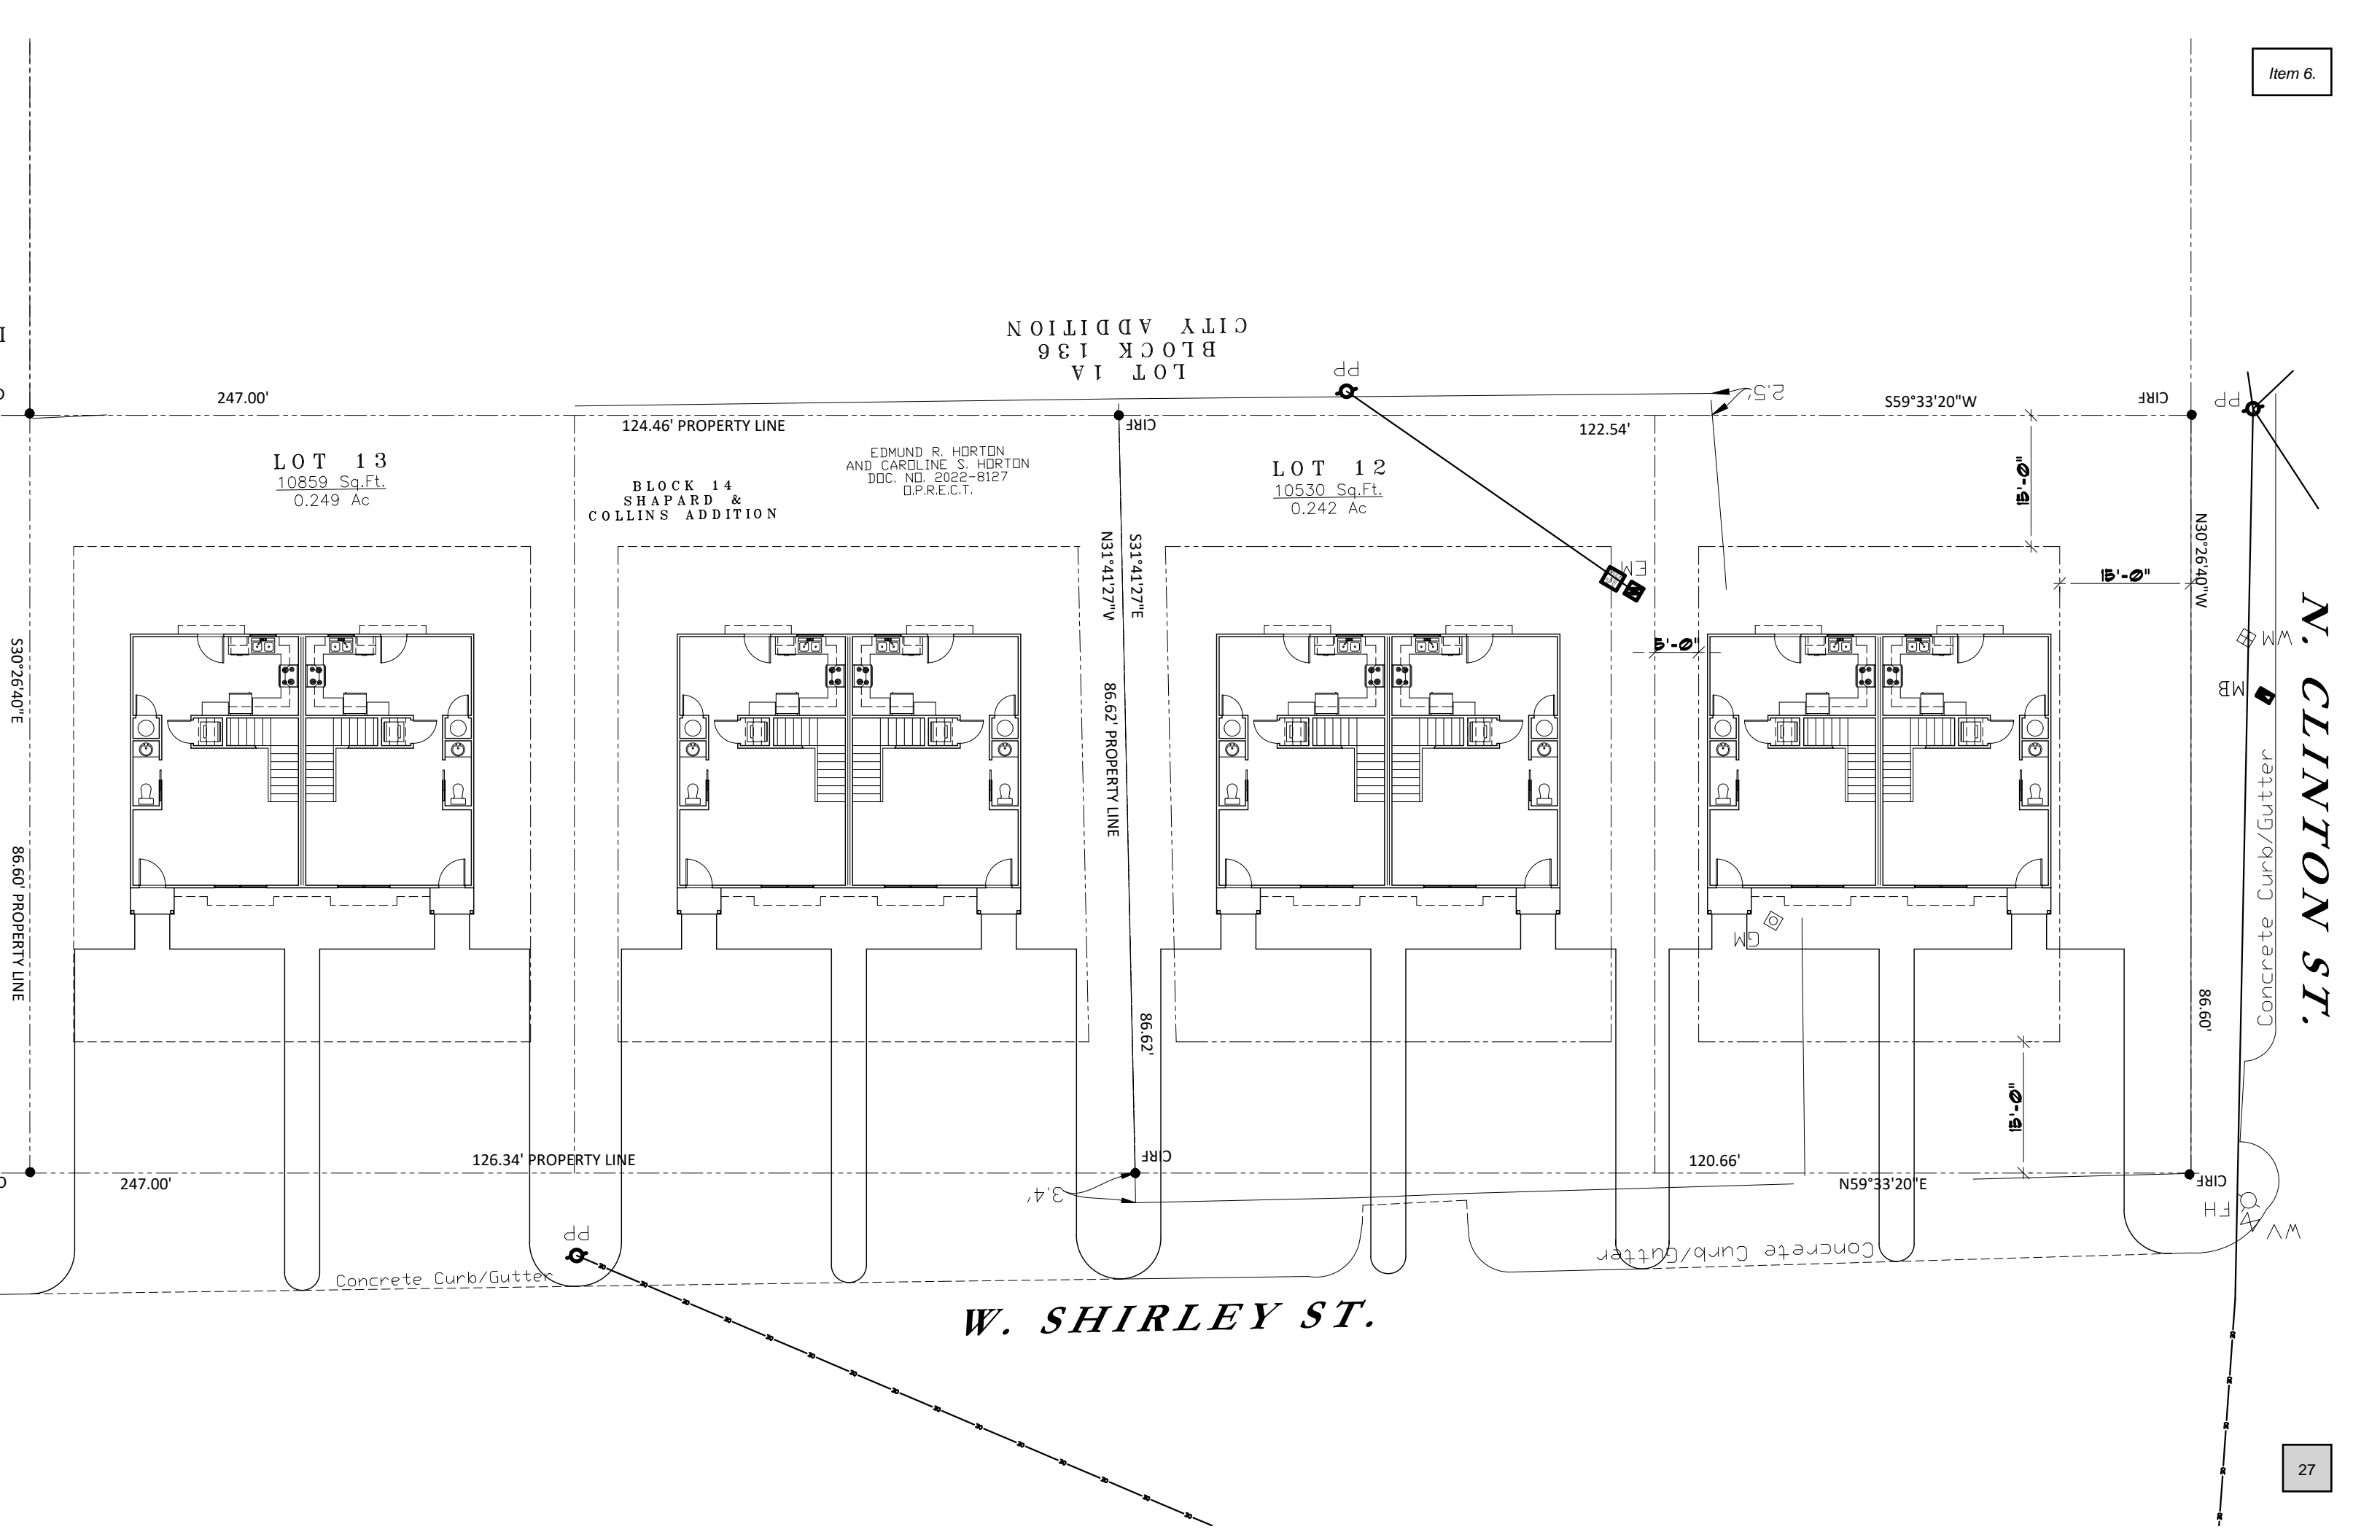 Item 6.
CITY ADDITION
BLOCK 136
LOT 1A
PP
2.5'
247.00'
124.46' PROPERTY LINE
CIRF
122.54'
S59°33'20"W
CIRF
PP
LOT 13
10859 Sq.Ft.
0.249 Ac
BLOCK 14
SHAPARD &
COLLINS ADDITION
EDMUND R. HORTON
AND CAROLINE S. HORTON
DOC. NO. 2022-8127
O.P.R.E.C.T.
LOT 12
10530 Sq.Ft.
0.242 Ac
15'-0"
15'-0"
N30°26'40"W
EM
5'-0"
S31°41'27"E
N31°41'27"W
86.62' PROPERTY LINE
86.62'
S30°26'40"E
86.60' PROPERTY LINE
WM
MB
N. CLINTON ST.
Concrete Curb/Gutter
GM
86.60'
15'-0"
126.34' PROPERTY LINE
247.00'
CIRF
3.4'
120.66'
N59°33'20"E
CIRF
FH
WV
PP
Concrete Curb/Gutter
Concrete Curb/Gutter
W. SHIRLEY ST.
27